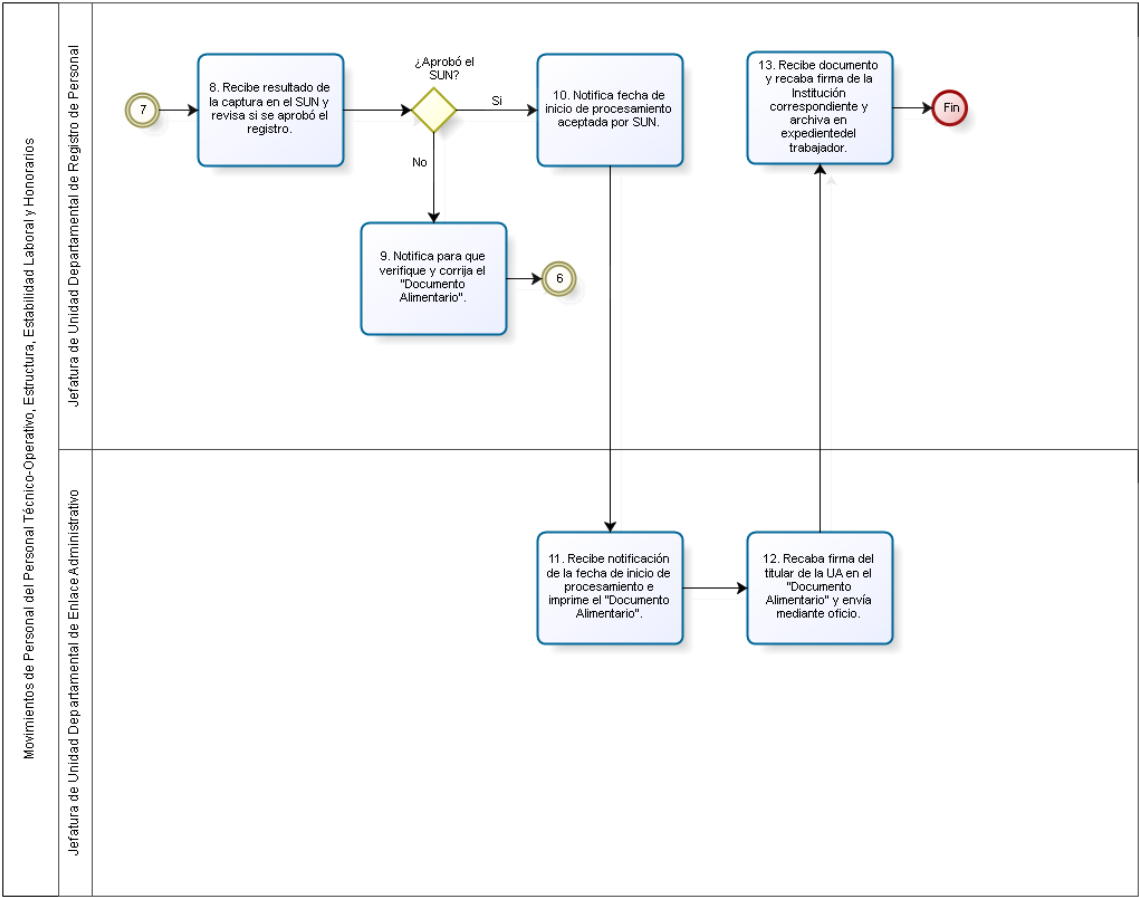 Movimientos de Personal del Personal Técnico-Operativo, Estructura, Estabilidad Laboral y Honorarios
Jefatura de Unidad Departamental de Registro de Personal
7
8. Recibe resultado de
la captura en el SUN y
revisa si se aprobó el
registro.
¿Aprobó el
SUN?
Si
No
10. Notifica fecha de
inicio de procesamiento
aceptada por SUN.
13. Recibe documento
y recaba firma de la
Institución
correspondiente y
archiva en
expedientedel
trabajador.
Fin
9. Notifica para que
verifique y corrija el
"Documento
Alimentario".
6
Jefatura de Unidad Departamental de Enlace Administrativo
11. Recibe notificación
de la fecha de inicio de
procesamiento e
imprime el "Documento
Alimentario".
12. Recaba firma del
titular de la UA en el
"Documento
Alimentario" y envía
mediante oficio.